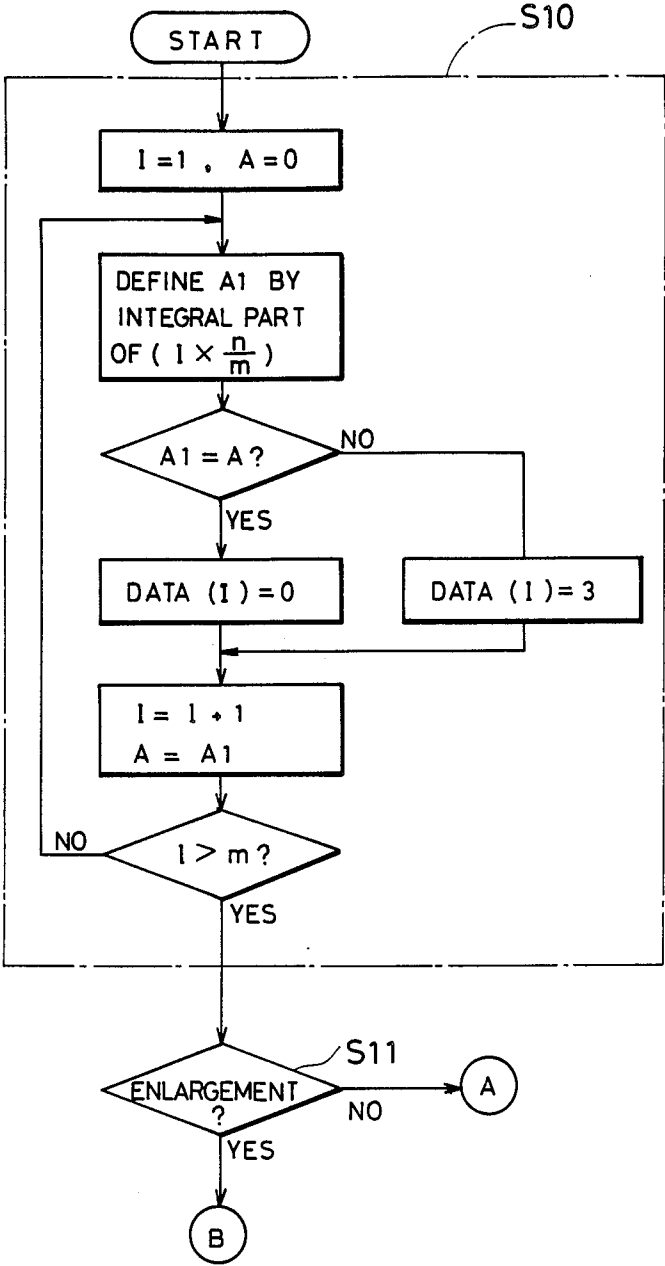 S10
START
I=1 , A=0
DEFINE A1 BY
INTEGRAL PART
OF ( I × n/m )
A1 = A ?
NO
YES
DATA (I) = 0
DATA (I) = 3
I = I + 1
A = A1
I > m ?
NO
YES
S11
ENLARGEMENT
?
NO
A
YES
B